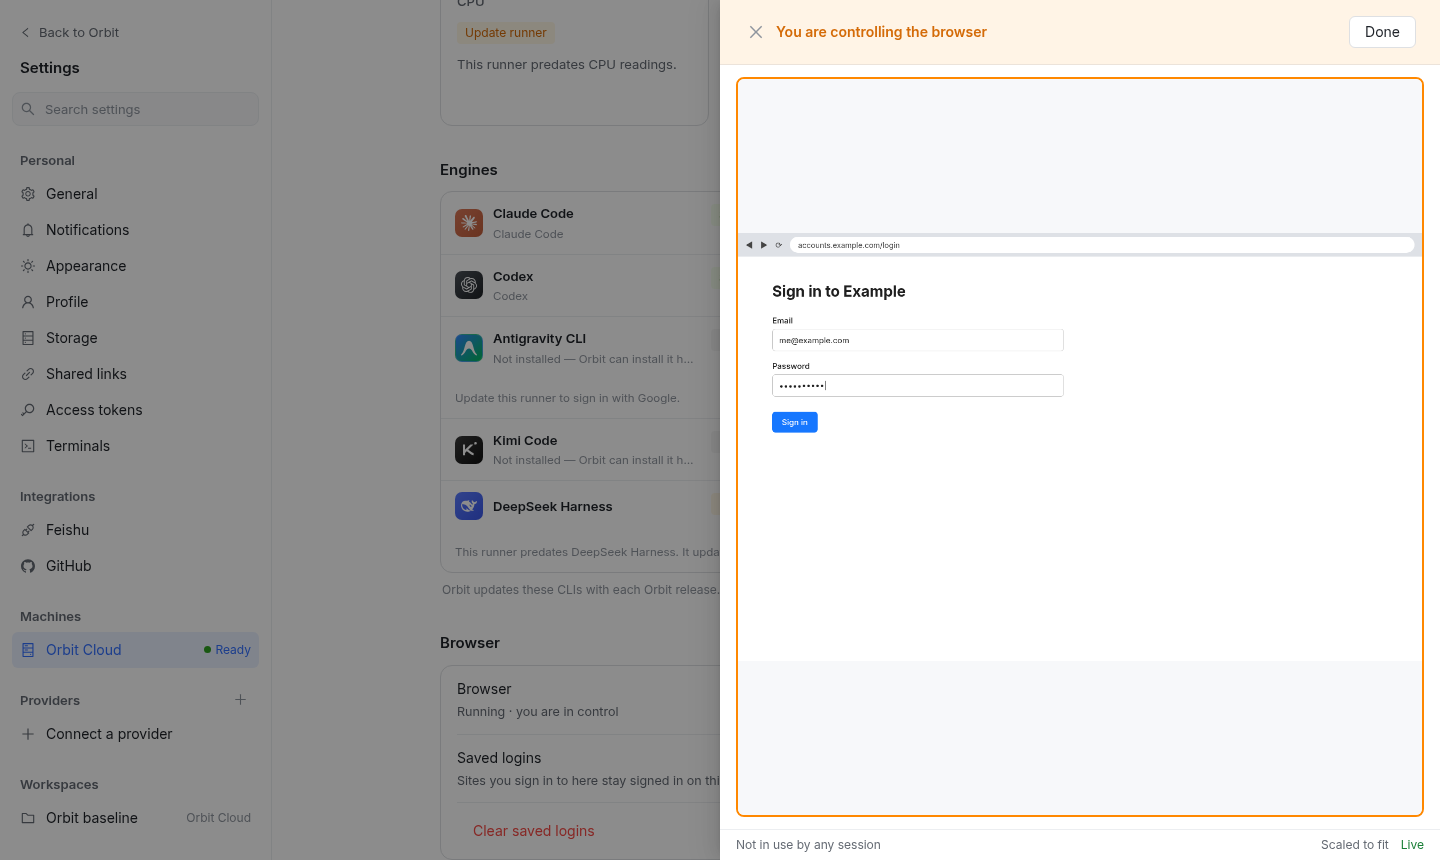 Back to Orbit
Settings
Search settings
Personal
General
Notifications
Appearance
Profile
Storage
Shared links
Access tokens
Terminals
Integrations
Feishu
GitHub
Machines
Orbit Cloud
Ready
Providers
Connect a provider
Workspaces
Orbit baseline
Orbit Cloud
CPU
Update runner
This runner predates CPU readings.
Engines
Claude Code
Claude Code
Codex
Codex
Antigravity CLI
Not installed — Orbit can install it h...
Update this runner to sign in with Google.
Kimi Code
Not installed — Orbit can install it h...
DeepSeek Harness
This runner predates DeepSeek Harness. It upda
Orbit updates these CLIs with each Orbit release.
Browser
Browser
Running · you are in control
Saved logins
Sites you sign in to here stay signed in on thi
Clear saved logins
You are controlling the browser
Done
accounts.example.com/login
Sign in to Example
Email
me@example.com
Password
••••••••••
Sign in
Not in use by any session
Scaled to fit
Live